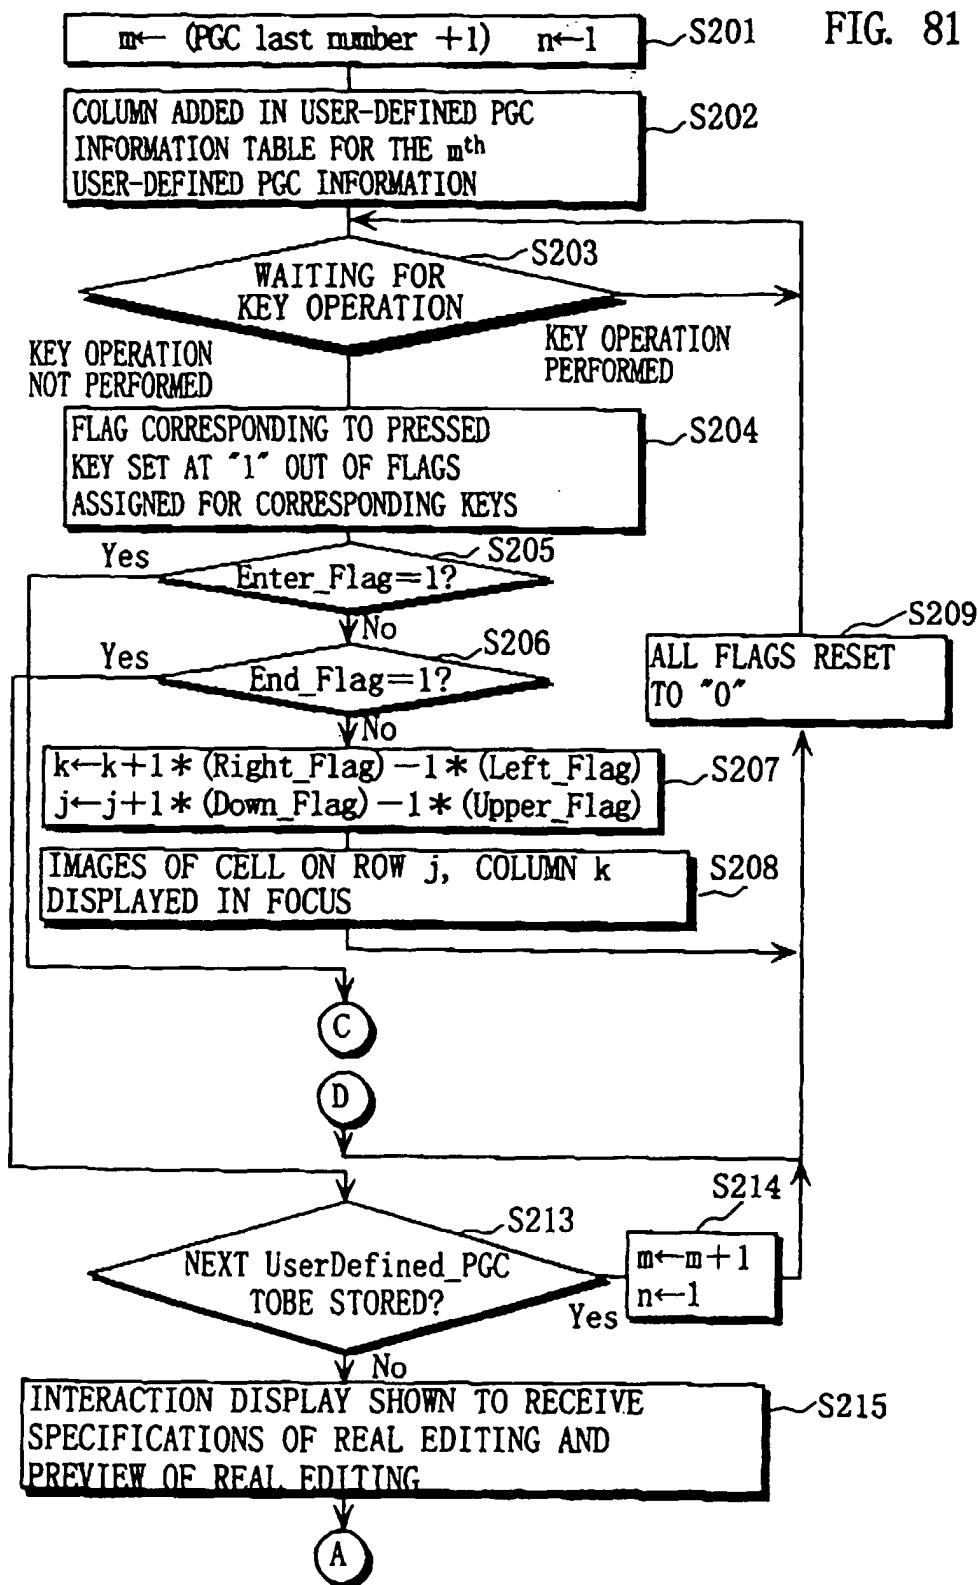 FIG. 81
m← (PGC last number +1) n←1
S201
COLUMN ADDED IN USER-DEFINED PGC
INFORMATION TABLE FOR THE mth
USER-DEFINED PGC INFORMATION
S202
S203
WAITING FOR
KEY OPERATION
KEY OPERATION
NOT PERFORMED
KEY OPERATION
PERFORMED
FLAG CORRESPONDING TO PRESSED
KEY SET AT "1" OUT OF FLAGS
ASSIGNED FOR CORRESPONDING KEYS
S204
Yes
S205
Enter_Flag=1?
No
Yes
S206
End_Flag=1?
No
S209
ALL FLAGS RESET
TO "0"
k←k+1*(Right_Flag)-1*(Left_Flag)
j←j+1*(Down_Flag)-1*(Upper_Flag)
S207
IMAGES OF CELL ON ROW j, COLUMN k
DISPLAYED IN FOCUS
S208
C
D
S213
NEXT UserDefined_PGC
TOBE STORED?
Yes
S214
m←m+1
n←1
No
INTERACTION DISPLAY SHOWN TO RECEIVE
SPECIFICATIONS OF REAL EDITING AND
PREVIEW OF REAL EDITING
S215
A